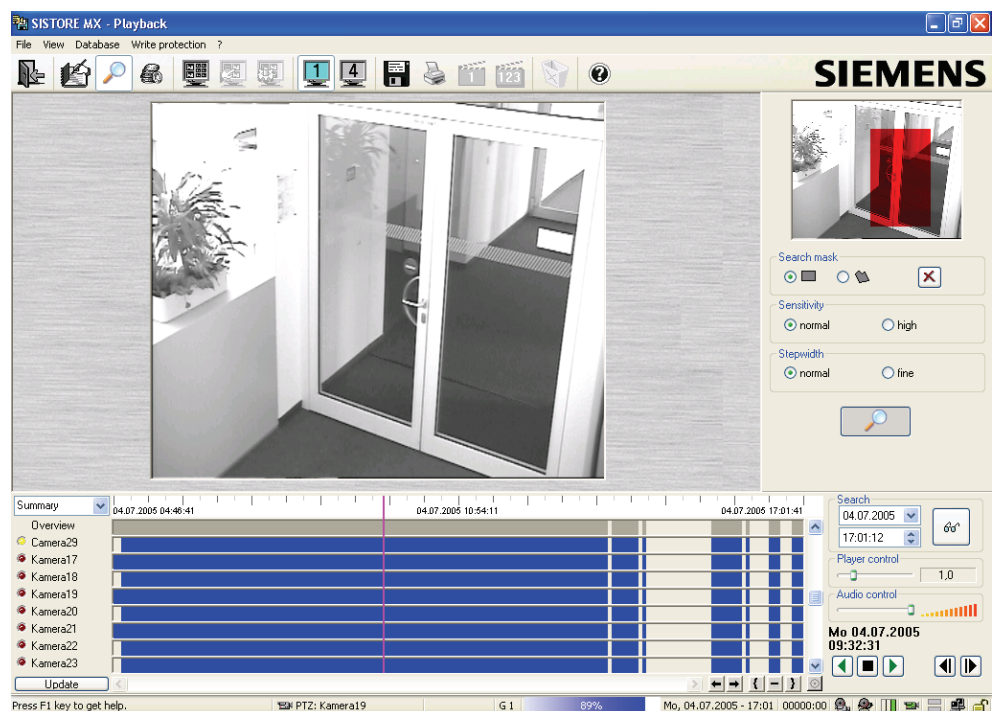 SISTORE MX - Playback
File View Database Write protection ?
1 4 1 123 ?
SIEMENS
Search mask
Sensitivity
normal high
Stepwidth
normal fine
Summary
04.07.2005 04:46:41 04.07.2005 10:54:11 04.07.2005 17:01:41
Overview
Camera29
Kamera17
Kamera18
Kamera19
Kamera20
Kamera21
Kamera22
Kamera23
Update
Search
04.07.2005
17:01:12
Player control
1,0
Audio control
Mo 04.07.2005
09:32:31
Press F1 key to get help. PTZ: Kamera19 G 1 89% Mo, 04.07.2005 - 17:01 00000:00